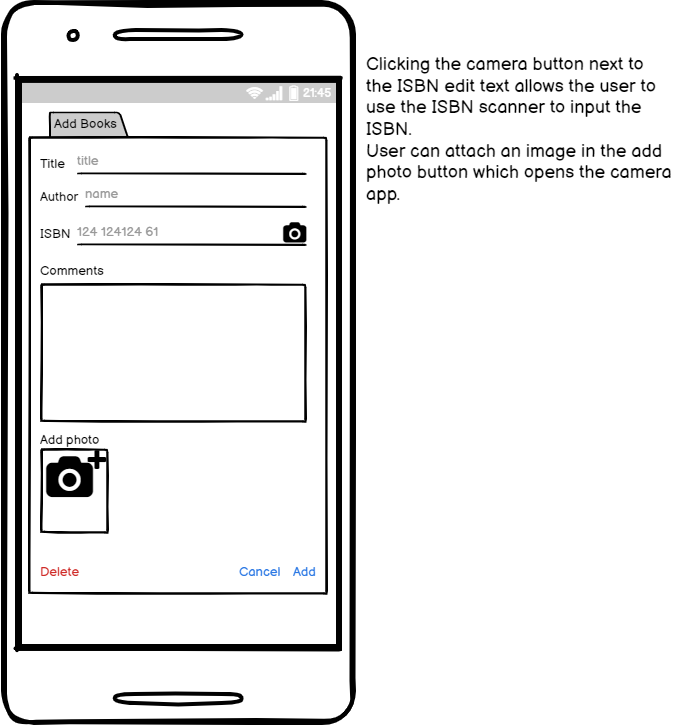 21:45
Clicking the camera button next to
the ISBN edit text allows the user to
use the ISBN scanner to input the
ISBN.
User can attach an image in the add
photo button which opens the camera
app.
Add Books
Title title
Author name
ISBN 124 124124 61
Comments
Add photo
Delete Cancel Add